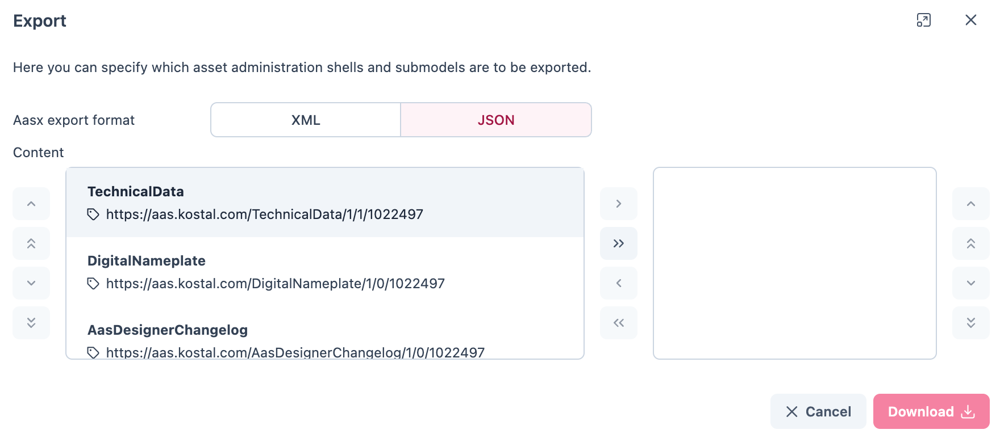 Export
Here you can specify which asset administration shells and submodels are to be exported.
Aasx export format
XML
JSON
Content
TechnicalData
https://aas.kostal.com/TechnicalData/1/1/1022497
DigitalNameplate
https://aas.kostal.com/DigitalNameplate/1/0/1022497
AasDesignerChangelog
https://aas.kostal.com/AasDesignerChangelog/1/0/1022497
Cancel
Download